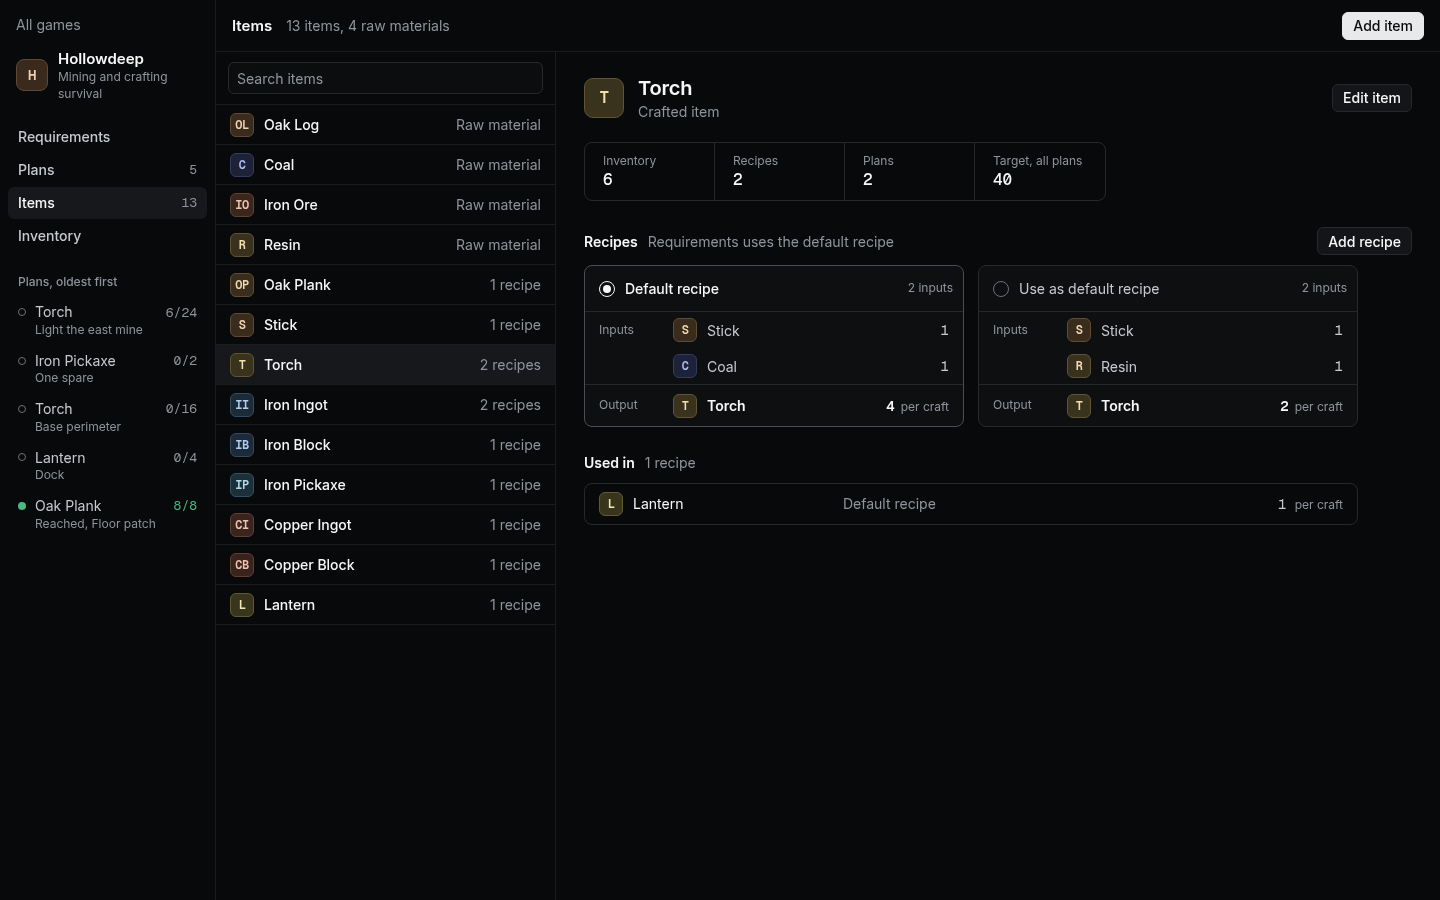 All games
H
Hollowdeep
Mining and crafting
survival
Requirements
Plans 5
Items 13
Inventory
Plans, oldest first
Torch 6/24
Light the east mine
Iron Pickaxe 0/2
One spare
Torch 0/16
Base perimeter
Lantern 0/4
Dock
Oak Plank 8/8
Reached, Floor patch
Items 13 items, 4 raw materials
Add item
Search items
OL Oak Log Raw material
C Coal Raw material
IO Iron Ore Raw material
R Resin Raw material
OP Oak Plank 1 recipe
S Stick 1 recipe
T Torch 2 recipes
II Iron Ingot 2 recipes
IB Iron Block 1 recipe
IP Iron Pickaxe 1 recipe
CI Copper Ingot 1 recipe
CB Copper Block 1 recipe
L Lantern 1 recipe
T
Torch
Crafted item
Edit item
Inventory
6
Recipes
2
Plans
2
Target, all plans
40
Recipes Requirements uses the default recipe
Add recipe
Default recipe 2 inputs
Inputs S Stick 1
C Coal 1
Output T Torch 4 per craft
Use as default recipe 2 inputs
Inputs S Stick 1
R Resin 1
Output T Torch 2 per craft
Used in 1 recipe
L Lantern Default recipe 1 per craft